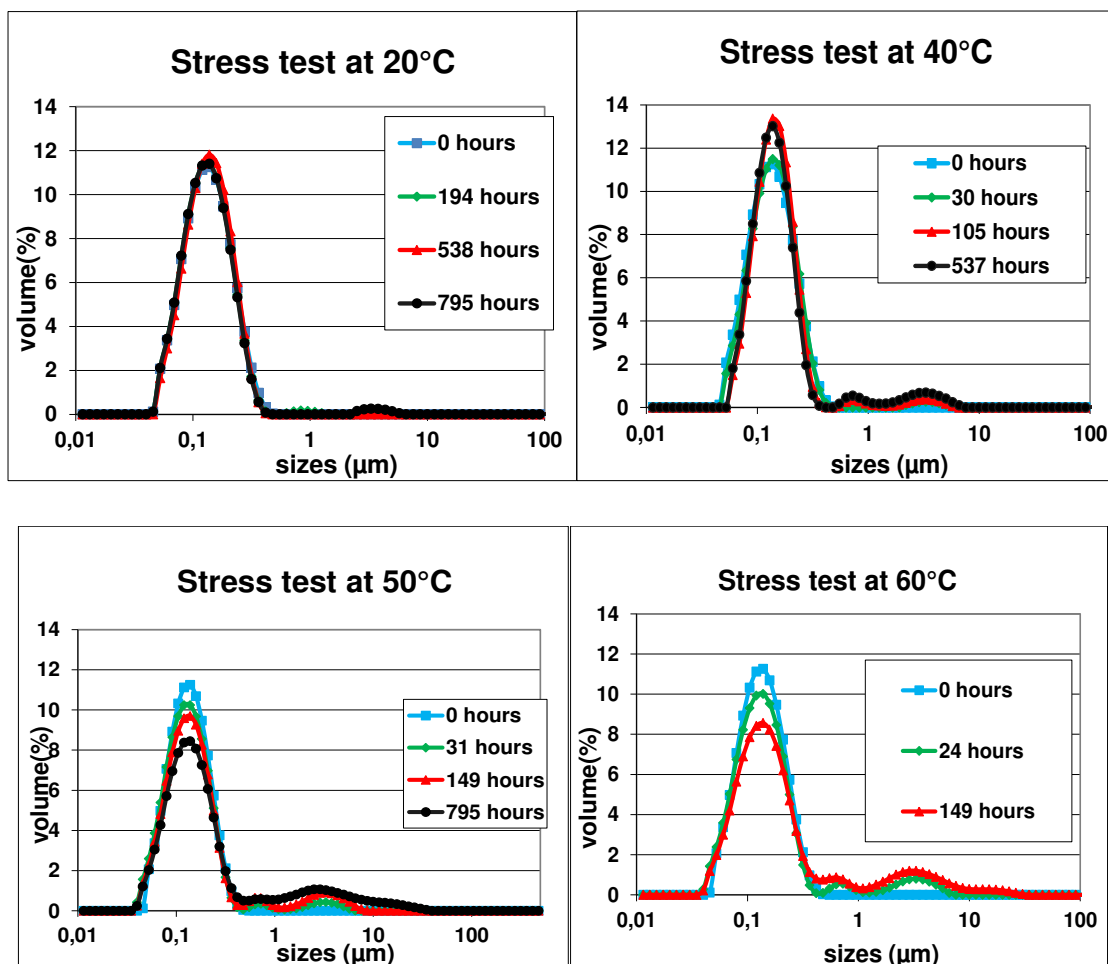 Stress test at 20°C
14
12
10
8
6
4
2
0
volume(%)
0 hours
194 hours
538 hours
795 hours
0,01
0,1
1
10
100
sizes (µm)
Stress test at 40°C
14
12
10
8
6
4
2
0
volume(%)
0 hours
30 hours
105 hours
537 hours
0,01
0,1
1
10
100
sizes (µm)
Stress test at 50°C
14
12
10
8
6
4
2
0
volume(%)
0 hours
31 hours
149 hours
795 hours
0,01
0,1
1
10
100
sizes (µm)
Stress test at 60°C
14
12
10
8
6
4
2
0
volume(%)
0 hours
24 hours
149 hours
0,01
0,1
1
10
100
sizes (µm)